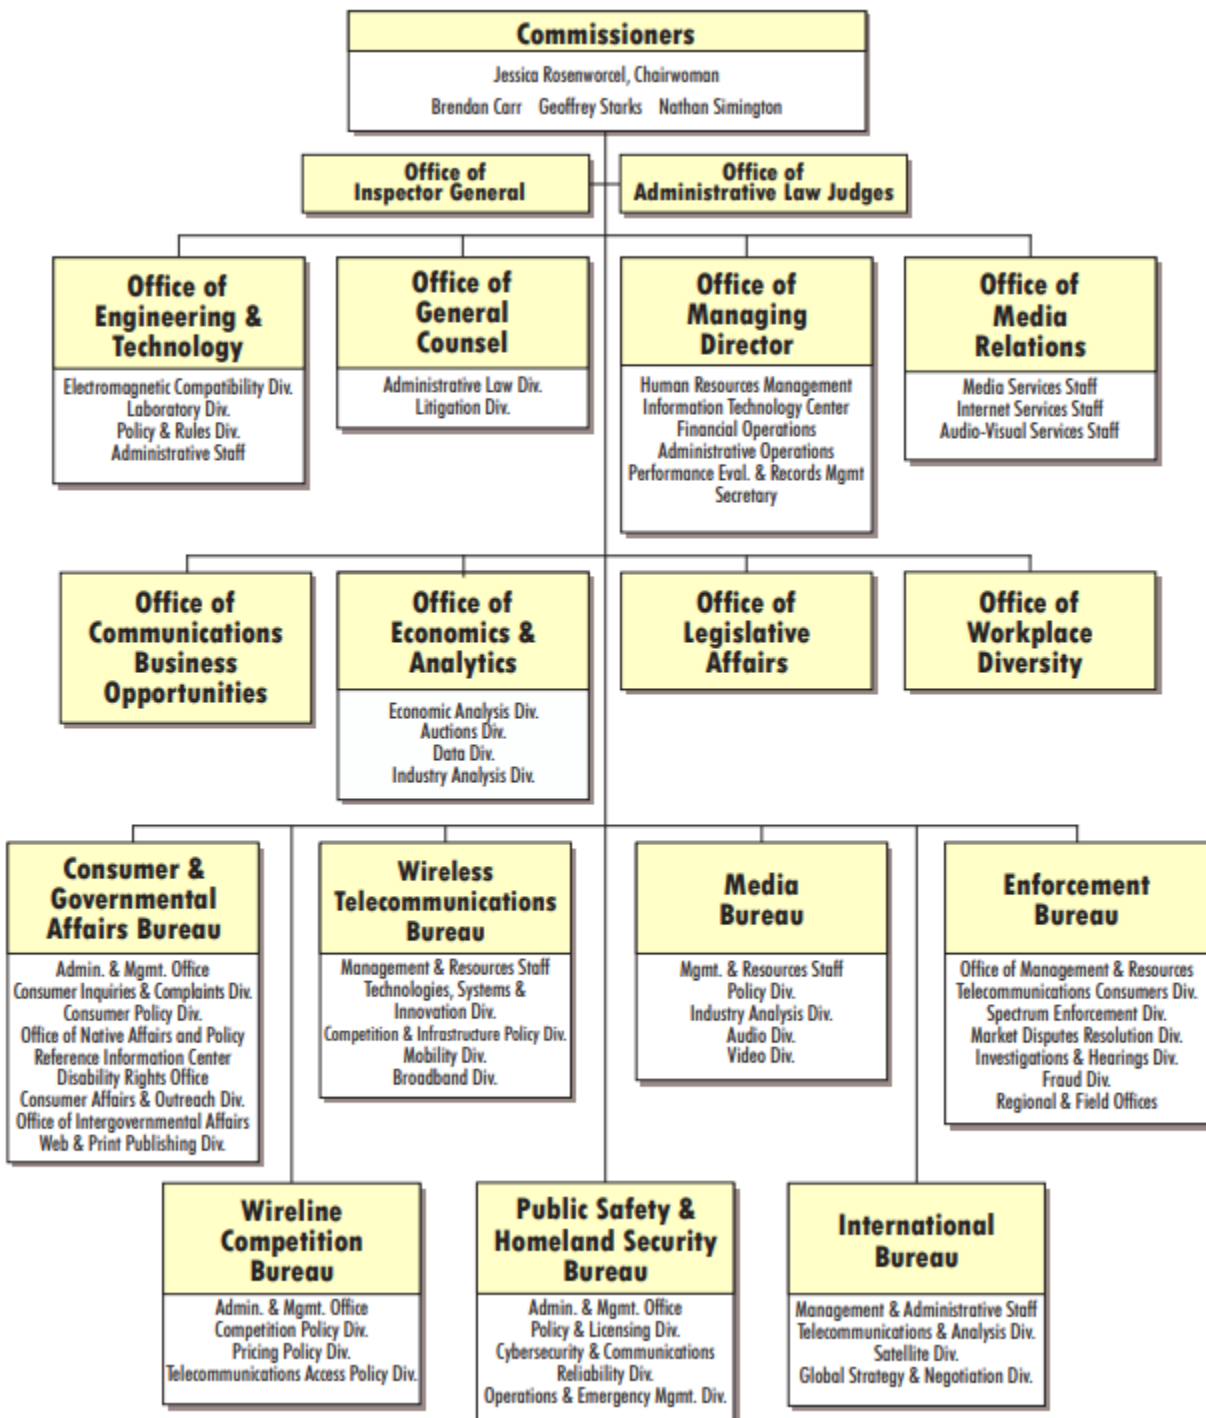 Commissioners
Jessica Rosenworcel, Chairwoman
Brendan Carr Geoffrey Starks Nathan Simington
Office of
Inspector General
Office of
Administrative Law Judges
Office of
Engineering &
Technology
Electromagnetic Compatibility Div.
Laboratory Div.
Policy & Rules Div.
Administrative Staff
Office of
General
Counsel
Administrative Law Div.
Litigation Div.
Office of
Managing
Director
Human Resources Management
Information Technology Center
Financial Operations
Administrative Operations
Performance Eval. & Records Mgmt
Secretary
Office of
Media
Relations
Media Services Staff
Internet Services Staff
Audio-Visual Services Staff
Office of
Communications
Business
Opportunities
Office of
Economics &
Analytics
Economic Analysis Div.
Auctions Div.
Data Div.
Industry Analysis Div.
Office of
Legislative
Affairs
Office of
Workplace
Diversity
Consumer &
Governmental
Affairs Bureau
Admin. & Mgmt. Office
Consumer Inquiries & Complaints Div.
Consumer Policy Div.
Office of Native Affairs and Policy
Reference Information Center
Disability Rights Office
Consumer Affairs & Outreach Div.
Office of Intergovernmental Affairs
Web & Print Publishing Div.
Wireless
Telecommunications
Bureau
Management & Resources Staff
Technologies, Systems &
Innovation Div.
Competition & Infrastructure Policy Div.
Mobility Div.
Broadband Div.
Media
Bureau
Mgmt. & Resources Staff
Policy Div.
Industry Analysis Div.
Audio Div.
Video Div.
Enforcement
Bureau
Office of Management & Resources
Telecommunications Consumers Div.
Spectrum Enforcement Div.
Market Disputes Resolution Div.
Investigations & Hearings Div.
Fraud Div.
Regional & Field Offices
Wireline
Competition
Bureau
Admin. & Mgmt. Office
Competition Policy Div.
Pricing Policy Div.
Telecommunications Access Policy Div.
Public Safety &
Homeland Security
Bureau
Admin. & Mgmt. Office
Policy & Licensing Div.
Cybersecurity & Communications
Reliability Div.
Operations & Emergency Mgmt. Div.
International
Bureau
Management & Administrative Staff
Telecommunications & Analysis Div.
Satellite Div.
Global Strategy & Negotiation Div.